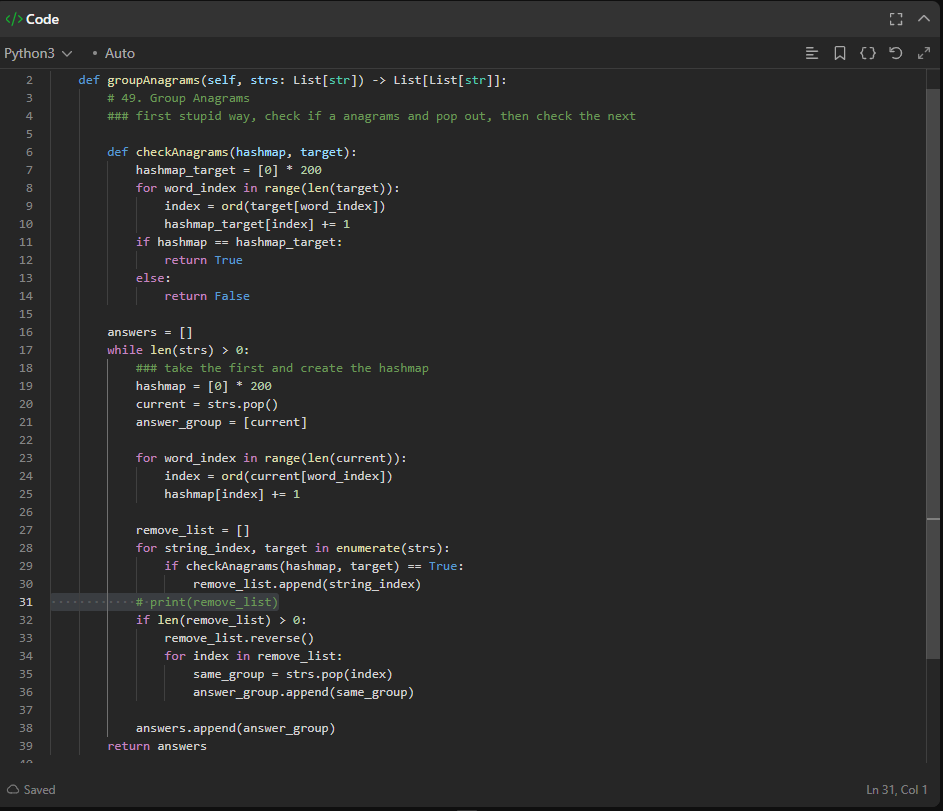 </> Code
Python3 • Auto
2 def groupAnagrams(self, strs: List[str]) -> List[List[str]]:
3 # 49. Group Anagrams
4 ### first stupid way, check if a anagrams and pop out, then check the next
5
6 def checkAnagrams(hashmap, target):
7 hashmap_target = [0] * 200
8 for word_index in range(len(target)):
9 index = ord(target[word_index])
10 hashmap_target[index] += 1
11 if hashmap == hashmap_target:
12 return True
13 else:
14 return False
15
16 answers = []
17 while len(strs) > 0:
18 ### take the first and create the hashmap
19 hashmap = [0] * 200
20 current = strs.pop()
21 answer_group = [current]
22
23 for word_index in range(len(current)):
24 index = ord(current[word_index])
25 hashmap[index] += 1
26
27 remove_list = []
28 for string_index, target in enumerate(strs):
29 if checkAnagrams(hashmap, target) == True:
30 remove_list.append(string_index)
31 # print(remove_list)
32 if len(remove_list) > 0:
33 remove_list.reverse()
34 for index in remove_list:
35 same_group = strs.pop(index)
36 answer_group.append(same_group)
37
38 answers.append(answer_group)
39 return answers
Saved
Ln 31, Col 1